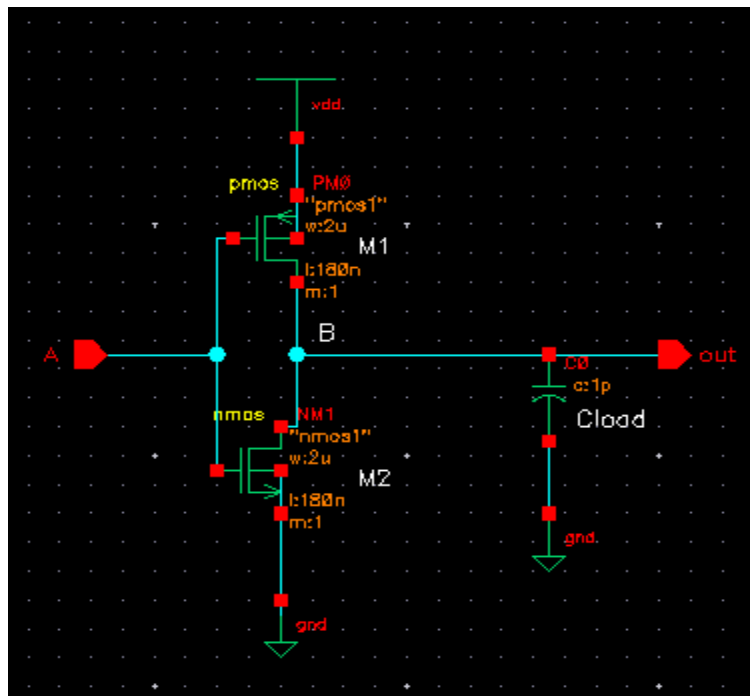 vdd.
pmos PM0
"pmos1"
w:2u
M1
l:180n
m:1
B
A
out
C0
c:1p
Cload
nmos NM1
"nmos1"
w:2u
M2
l:180n
m:1
gnd.
gnd